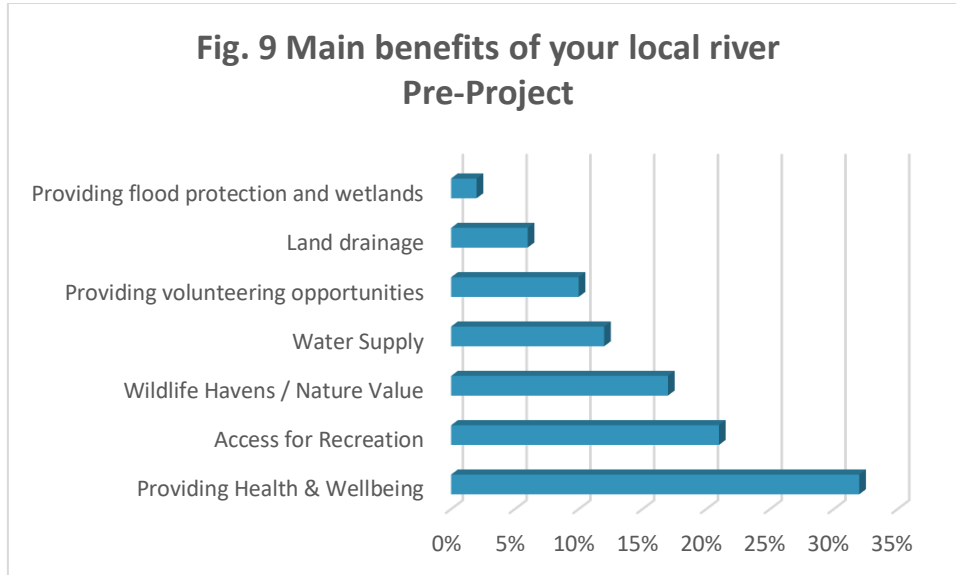 Fig. 9 Main benefits of your local river
Pre-Project
Providing flood protection and wetlands
Land drainage
Providing volunteering opportunities
Water Supply
Wildlife Havens / Nature Value
Access for Recreation
Providing Health & Wellbeing
0% 5% 10% 15% 20% 25% 30% 35%